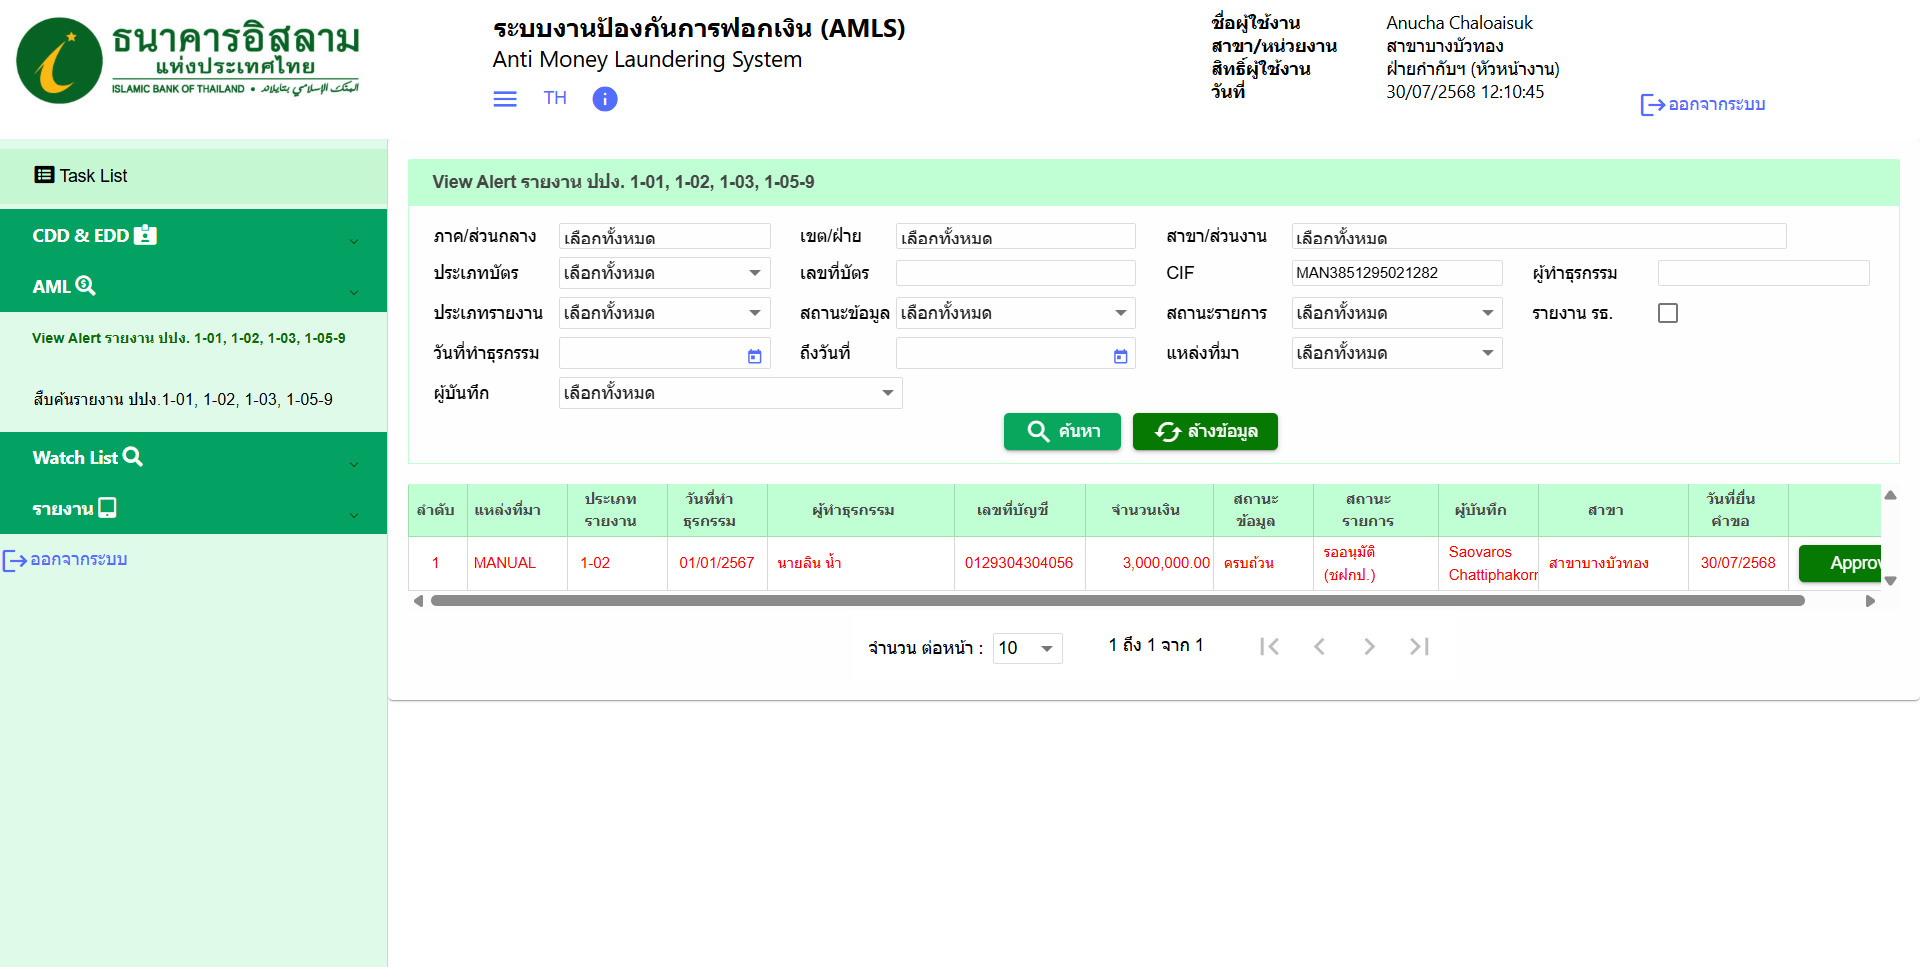 ธนาคารอิสลาม
แห่งประเทศไทย
ISLAMIC BANK OF THAILAND •
ระบบงานป้องกันการฟอกเงิน (AMLS)
Anti Money Laundering System
TH
ชื่อผู้ใช้งาน Anucha Chaloaisuk
สาขา/หน่วยงาน สาขาบางบัวทอง
สิทธิ์ผู้ใช้งาน ฝ่ายกำกับฯ (หัวหน้างาน)
วันที่ 30/07/2568 12:10:45
ออกจากระบบ
Task List
CDD & EDD
AML
View Alert รายงาน ปปง. 1-01, 1-02, 1-03, 1-05-9
สืบค้นรายงาน ปปง.1-01, 1-02, 1-03, 1-05-9
Watch List
รายงาน
ออกจากระบบ
View Alert รายงาน ปปง. 1-01, 1-02, 1-03, 1-05-9
ภาค/ส่วนกลาง เลือกทั้งหมด เขต/ฝ่าย เลือกทั้งหมด สาขา/ส่วนงาน เลือกทั้งหมด
ประเภทบัตร เลือกทั้งหมด เลขที่บัตร CIF MAN3851295021282 ผู้ทำธุรกรรม
ประเภทรายงาน เลือกทั้งหมด สถานะข้อมูล เลือกทั้งหมด สถานะรายการ เลือกทั้งหมด รายงาน รธ.
วันที่ทำธุรกรรม ถึงวันที่ แหล่งที่มา เลือกทั้งหมด
ผู้บันทึก เลือกทั้งหมด
ค้นหา ล้างข้อมูล
ลำดับ แหล่งที่มา ประเภทรายงาน วันที่ทำธุรกรรม ผู้ทำธุรกรรม เลขที่บัญชี จำนวนเงิน สถานะข้อมูล สถานะรายการ ผู้บันทึก สาขา วันที่ยื่นคำขอ
1 MANUAL 1-02 01/01/2567 นายลิน น้ำ 0129304304056 3,000,000.00 ครบถ้วน รออนุมัติ (ชฝกป.) Saovaros Chattiphakorn สาขาบางบัวทอง 30/07/2568 Approv
จำนวน ต่อหน้า : 10 1 ถึง 1 จาก 1